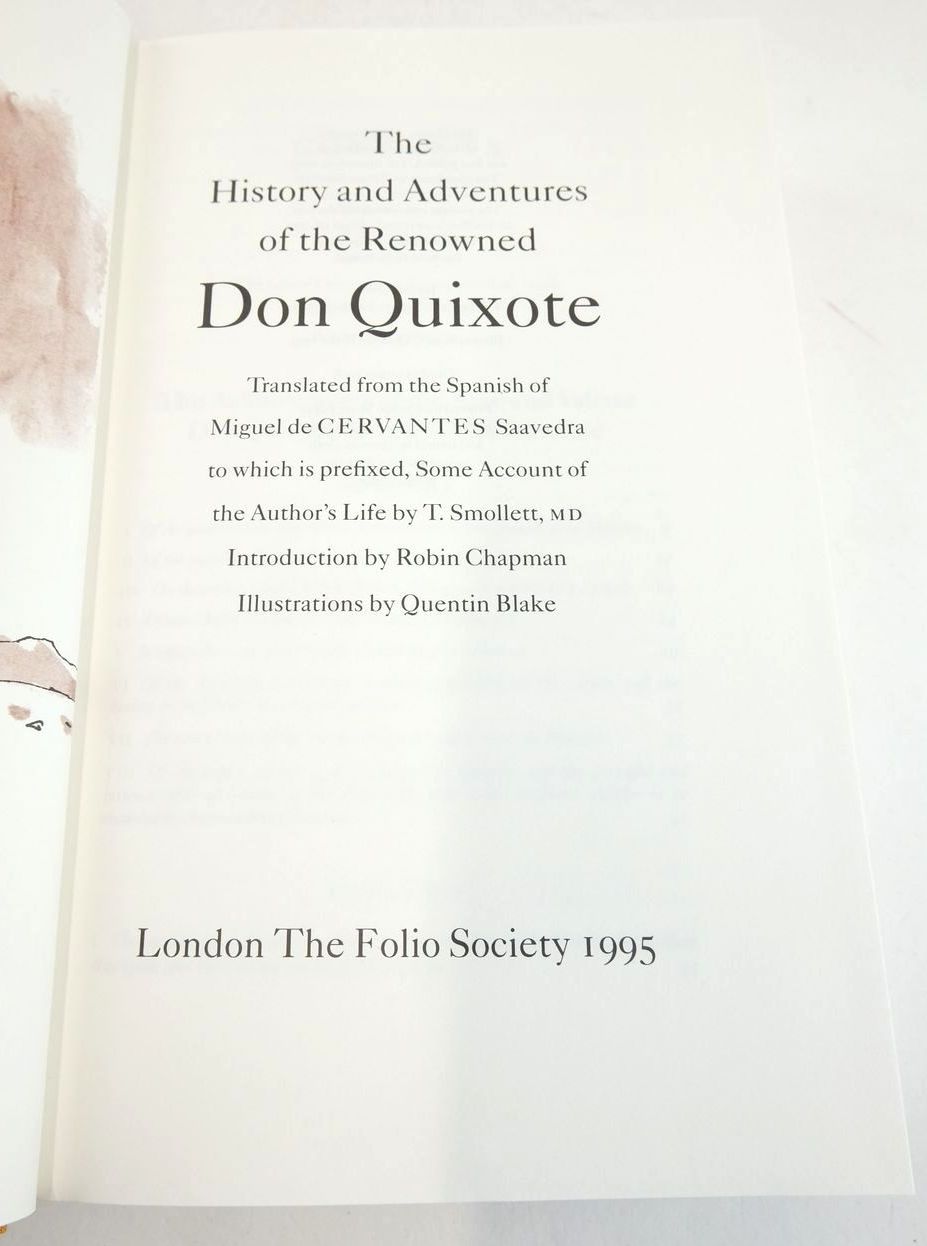 The
History and Adventures
of the Renowned
Don Quixote
Translated from the Spanish of
Miguel de CERVANTES Saavedra
to which is prefixed, Some Account of
the Author's Life by T. Smollett, MD
Introduction by Robin Chapman
Illustrations by Quentin Blake
London The Folio Society 1995